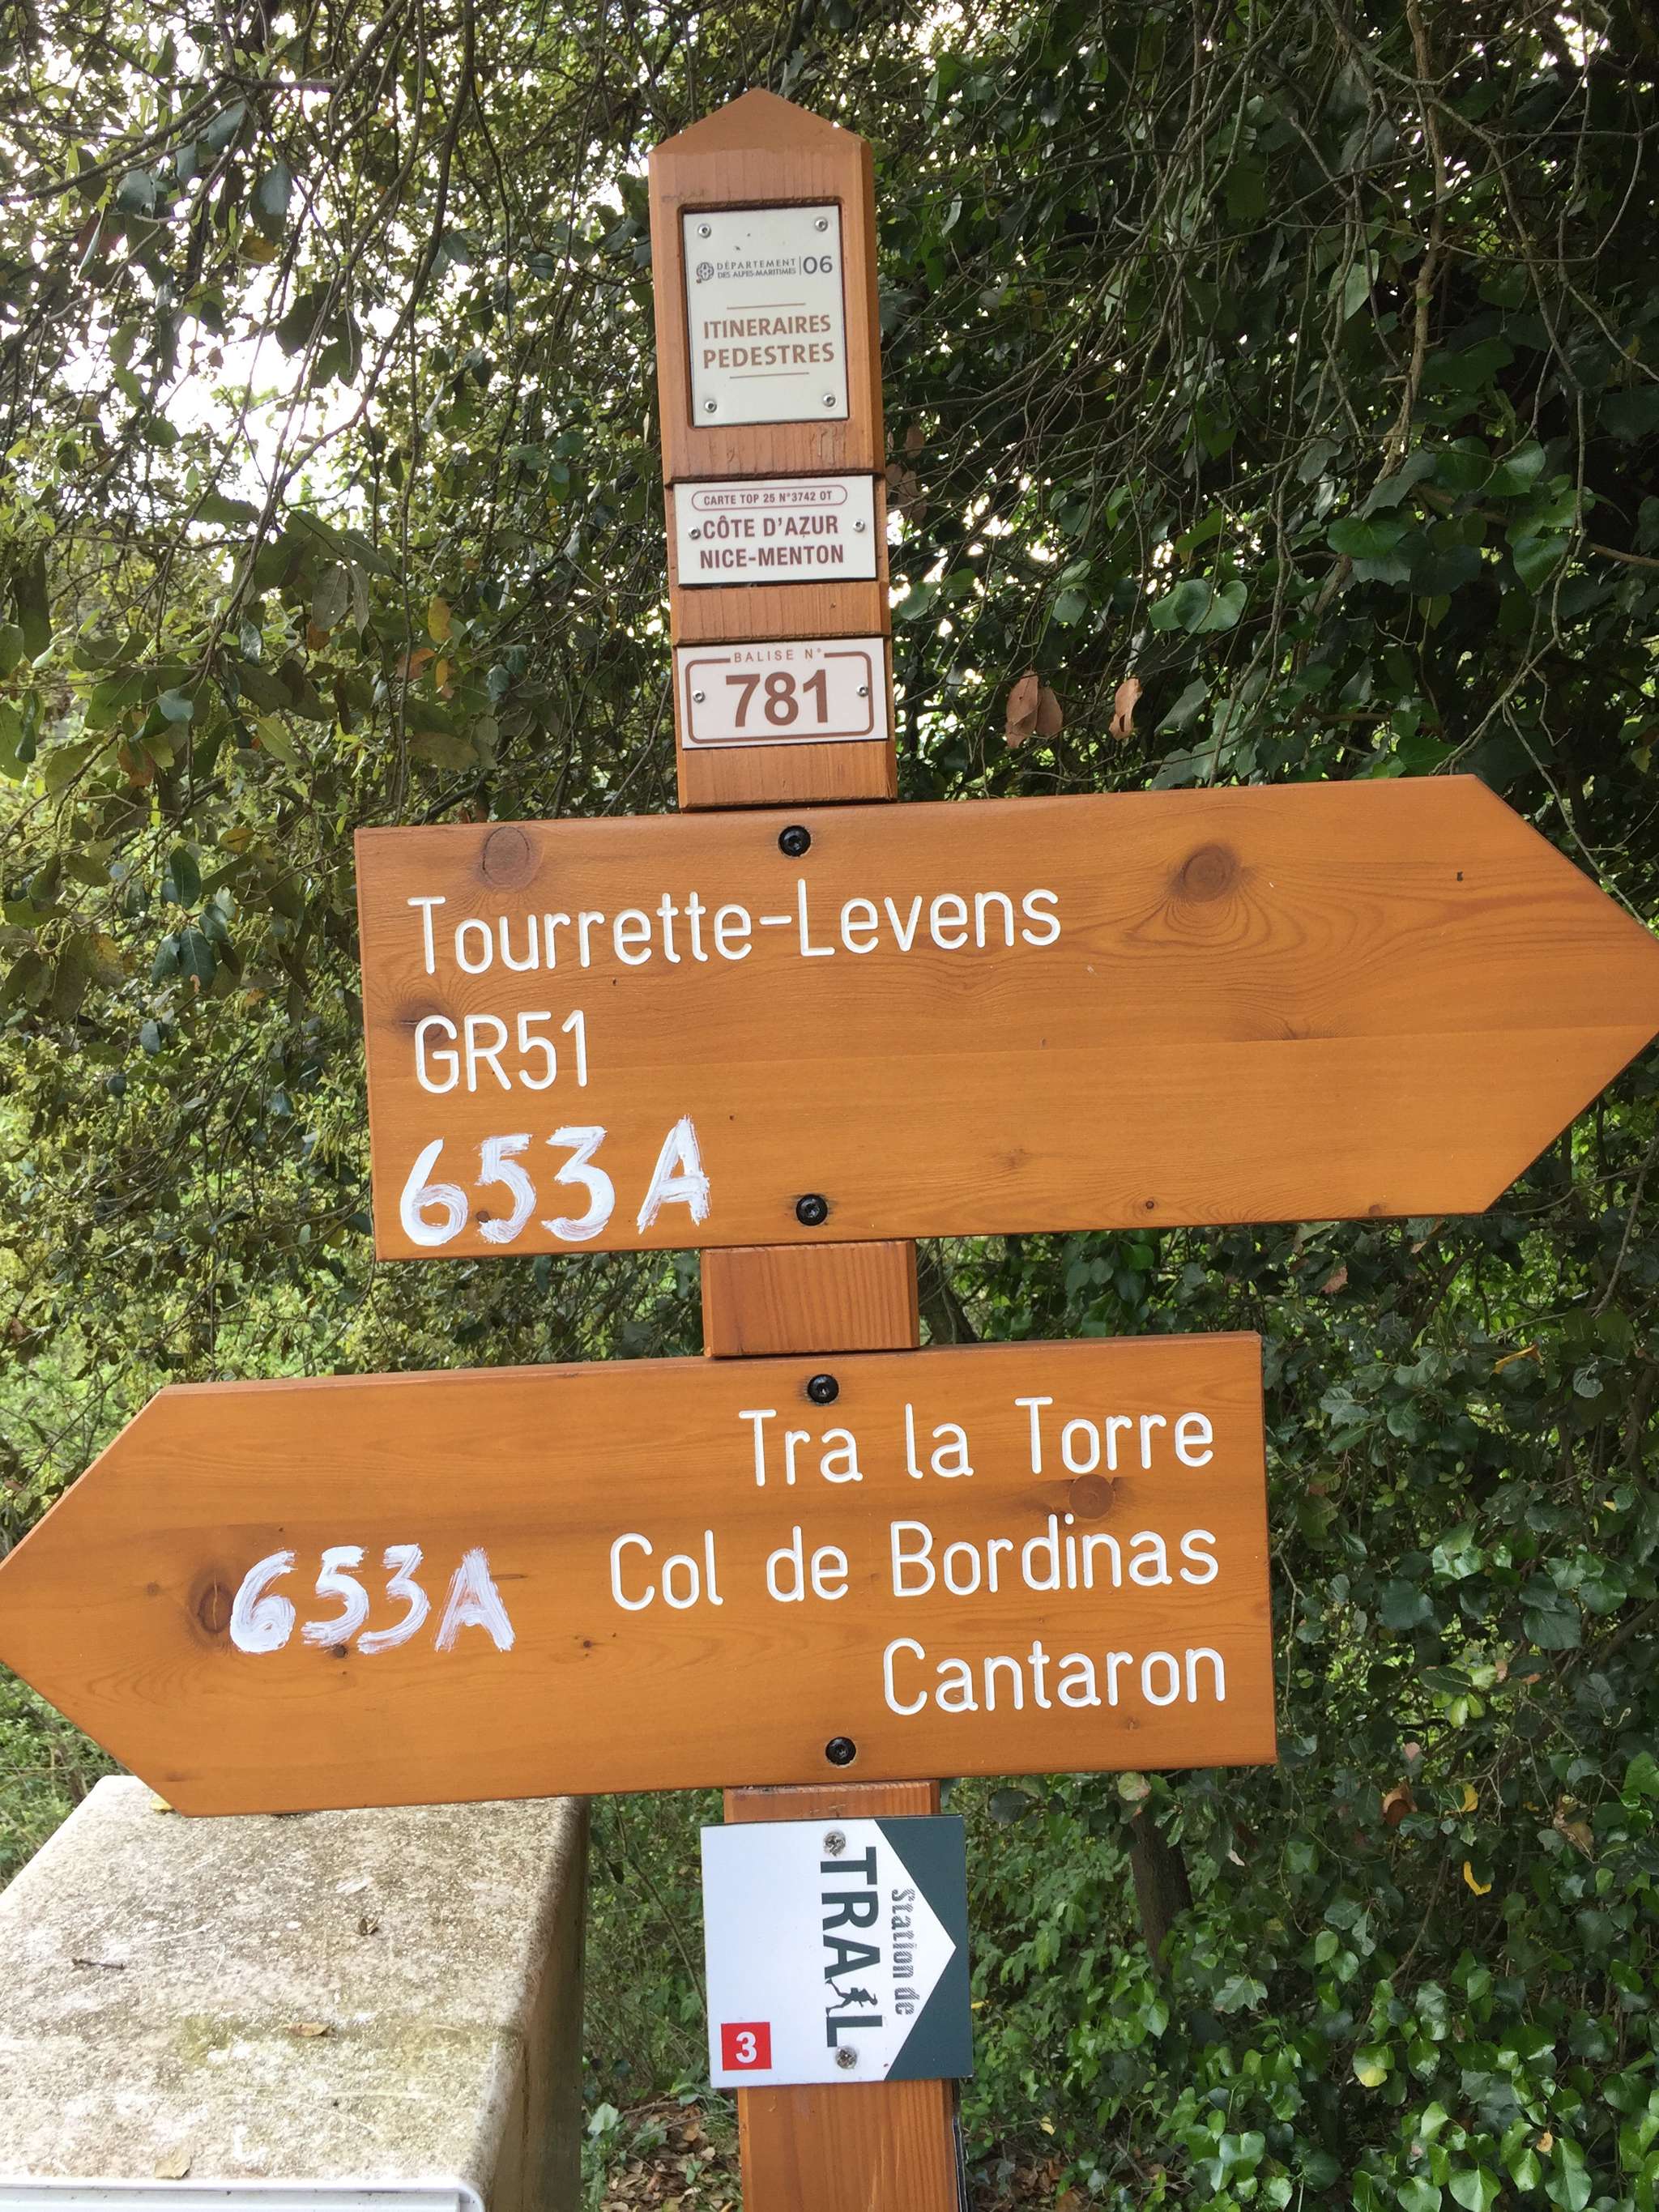 DÉPARTEMENT
DES ALPES-MARITIMES 06
ITINERAIRES
PEDESTRES
CARTE TOP 25 N°3742 OT
CÔTE D'AZUR
NICE-MENTON
BALISE N°
781
Tourrette-Levens
GR51
653A
Tra la Torre
653A Col de Bordinas
Cantaron
Station de
TRAIL
3